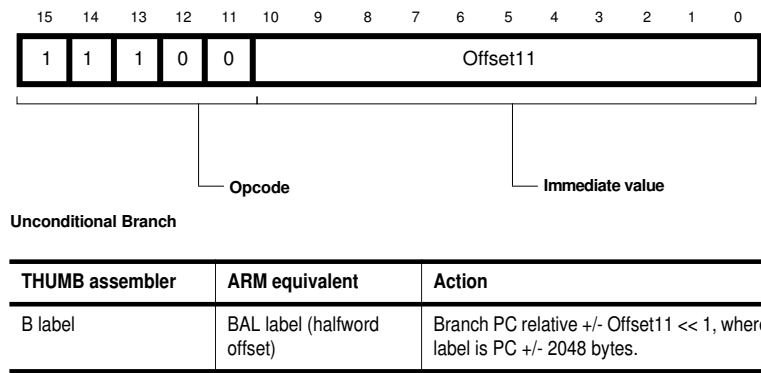 15 14 13 12 11 10 9 8 7 6 5 4 3 2 1 0
1 1 1 0 0 Offset11
Opcode Immediate value
Unconditional Branch
THUMB assembler ARM equivalent Action
B label BAL label (halfword Branch PC relative +/- Offset11 << 1, where
offset) label is PC +/- 2048 bytes.